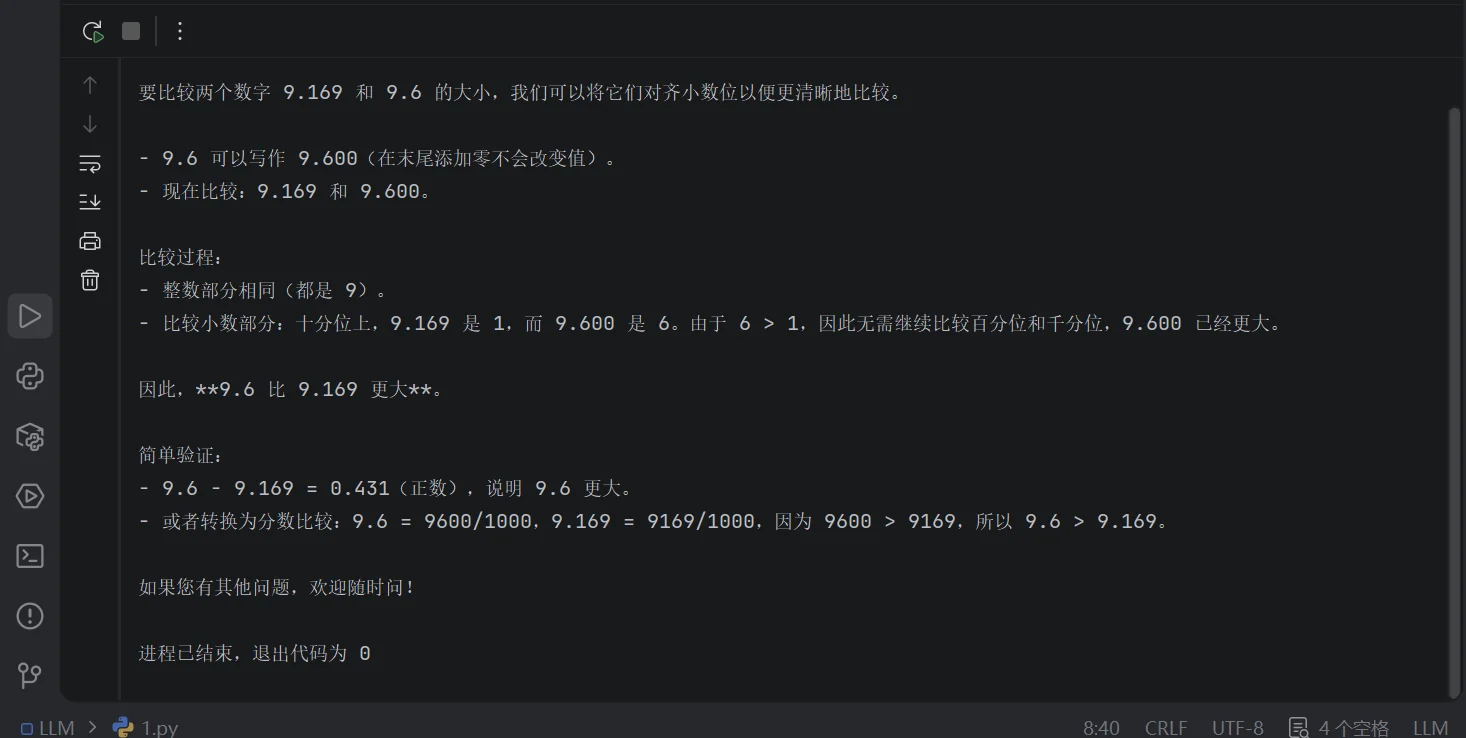 要比较两个数字 9.169 和 9.6 的大小，我们可以将它们对齐小数位以便更清晰地比较。
- 9.6 可以写作 9.600（在末尾添加零不会改变值）。
- 现在比较：9.169 和 9.600。
比较过程：
- 整数部分相同（都是 9）。
- 比较小数部分：十分位上，9.169 是 1，而 9.600 是 6。由于 6 > 1，因此无需继续比较百分位和千分位，9.600 已经更大。
因此，**9.6 比 9.169 更大**。
简单验证：
- 9.6 - 9.169 = 0.431（正数），说明 9.6 更大。
- 或者转换为分数比较：9.6 = 9600/1000，9.169 = 9169/1000，因为 9600 > 9169，所以 9.6 > 9.169。
如果您有其他问题，欢迎随时问！
进程已结束，退出代码为 0
LLM > 1.py 8:40 CRLF UTF-8 4 个空格 LLM